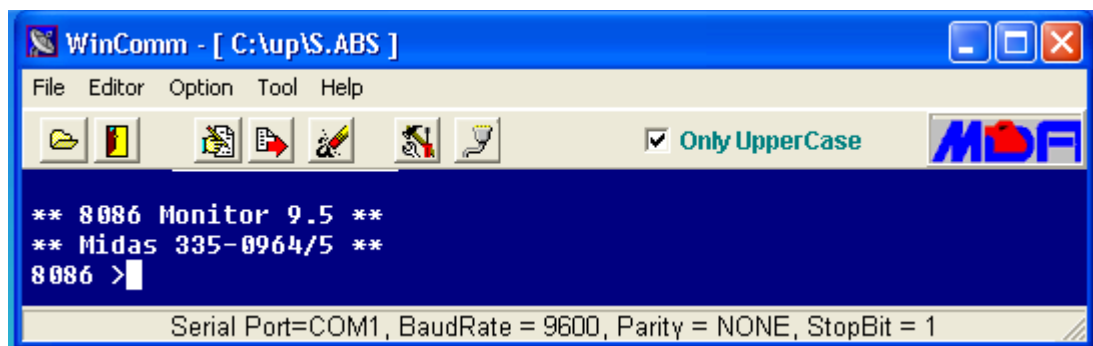 WinComm - [ C:\up\S.ABS ]
File Editor Option Tool Help
Only UpperCase
MDA
** 8086 Monitor 9.5 **
** Midas 335-0964/5 **
8086 >
Serial Port=COM1, BaudRate = 9600, Parity = NONE, StopBit = 1